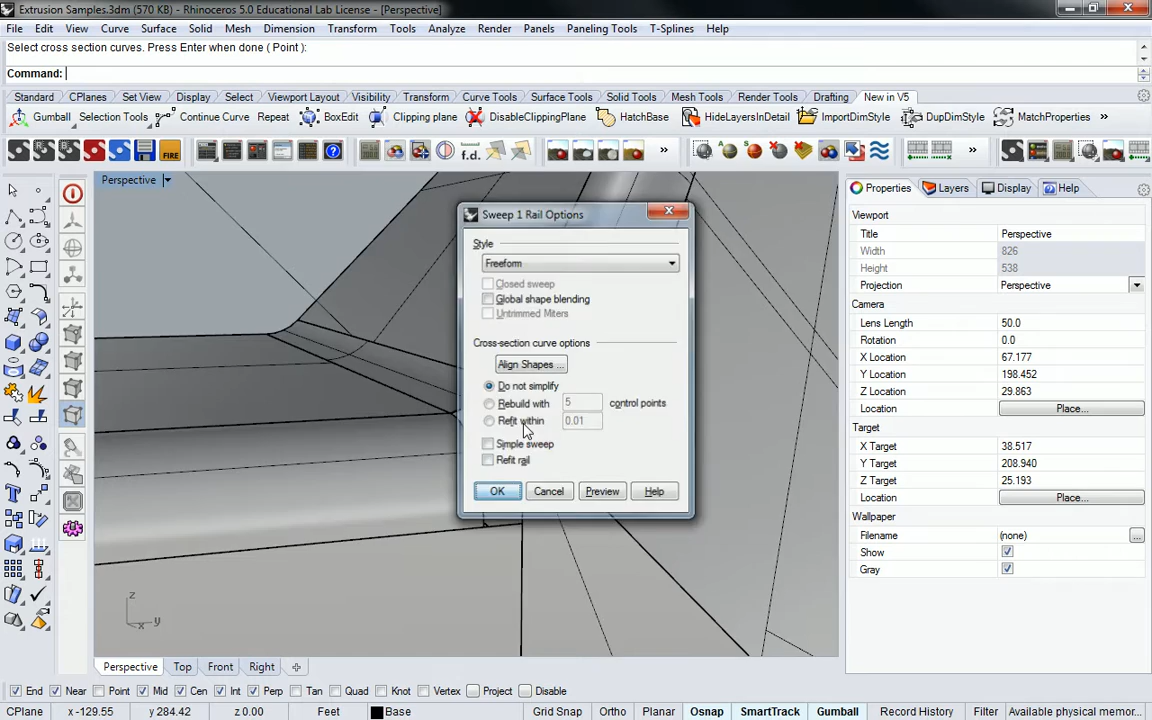 Extrusion Samples.3dm (570 KB) - Rhinoceros 5.0 Educational Lab License - [Perspective]
File Edit View Curve Surface Solid Mesh Dimension Transform Tools Analyze Render Panels Paneling Tools T-Splines Help
Select cross section curves. Press Enter when done ( Point ):
Command:
Standard CPlanes Set View Display Select Viewport Layout Visibility Transform Curve Tools Surface Tools Solid Tools Mesh Tools Render Tools Drafting New in V5
Gumball Selection Tools Continue Curve Repeat BoxEdit Clipping plane DisableClippingPlane HatchBase HideLayersInDetail ImportDimStyle DupDimStyle MatchProperties »
FIRE f.d. » »
Perspective
Sweep 1 Rail Options
Style
Freeform
Closed sweep
Global shape blending
Untrimmed Miters
Cross-section curve options
Align Shapes ...
Do not simplify
Rebuild with 5 control points
Refit within 0.01
Simple sweep
Refit rail
OK Cancel Preview Help
z
x y
Properties Layers Display Help
Viewport
Title Perspective
Width 826
Height 538
Projection Perspective
Camera
Lens Length 50.0
Rotation 0.0
X Location 67.177
Y Location 198.452
Z Location 29.863
Location Place...
Target
X Target 38.517
Y Target 208.940
Z Target 25.193
Location Place...
Wallpaper
Filename (none) ...
Show
Gray
Perspective Top Front Right
End Near Point Mid Cen Int Perp Tan Quad Knot Vertex Project Disable
CPlane x -129.55 y 284.42 z 0.00 Feet Base Grid Snap Ortho Planar Osnap SmartTrack Gumball Record History Filter Available physical memor...